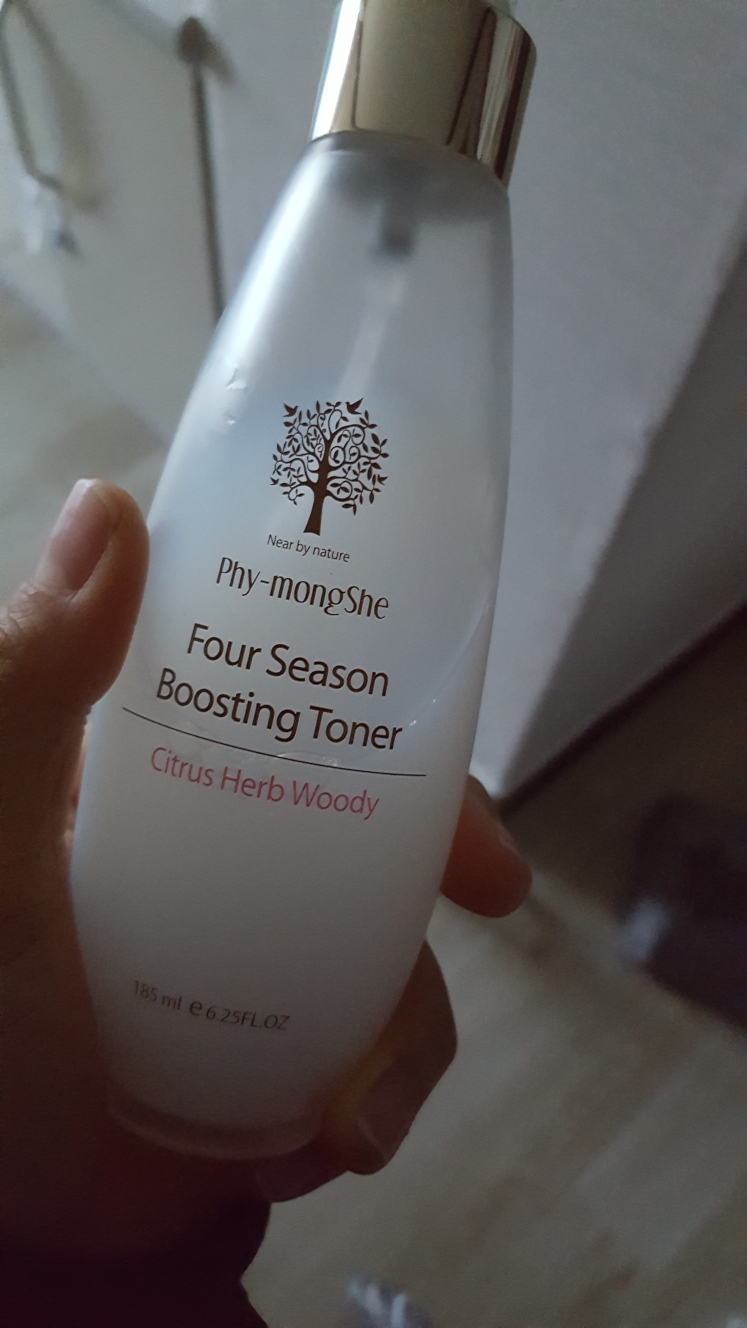 Near by nature
Phy-mongShe
Four Season
Boosting Toner
Citrus Herb Woody
185 ml e 6.25FL.OZ